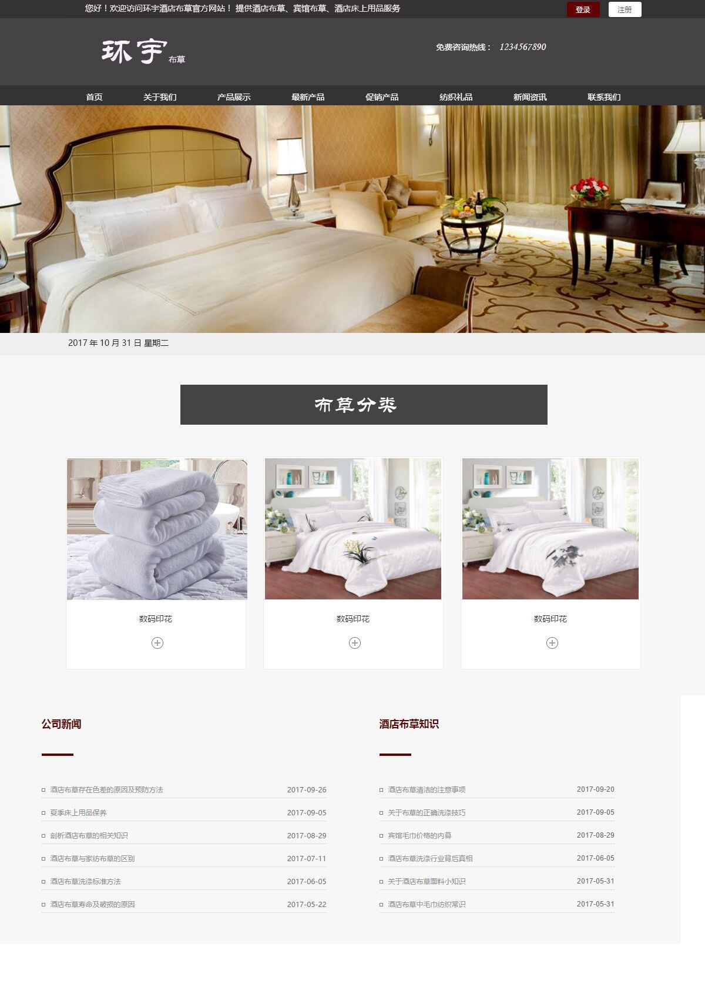 您好！欢迎访问环宇酒店布草官方网站！ 提供酒店布草、宾馆布草、酒店床上用品服务
登录 注册
环宇 布草
免费咨询热线： 1234567890
首页 关于我们 产品展示 最新产品 促销产品 纺织礼品 新闻资讯 联系我们
2017 年 10 月 31 日 星期二
布草分类
数码印花 数码印花 数码印花
公司新闻
酒店布草存在色差的原因及预防方法 2017-09-26
夏季床上用品保养 2017-09-05
剖析酒店布草的相关知识 2017-08-29
酒店布草与家纺布草的区别 2017-07-11
酒店布草洗涤标准方法 2017-06-05
酒店布草寿命及破损的原因 2017-05-22
酒店布草知识
酒店布草清洁的注意事项 2017-09-20
关于布草的正确洗涤技巧 2017-09-05
宾馆毛巾价格的内幕 2017-08-29
酒店布草洗涤行业背后真相 2017-06-05
关于酒店布草面料小知识 2017-05-31
酒店布草中毛巾纺织常识 2017-05-31